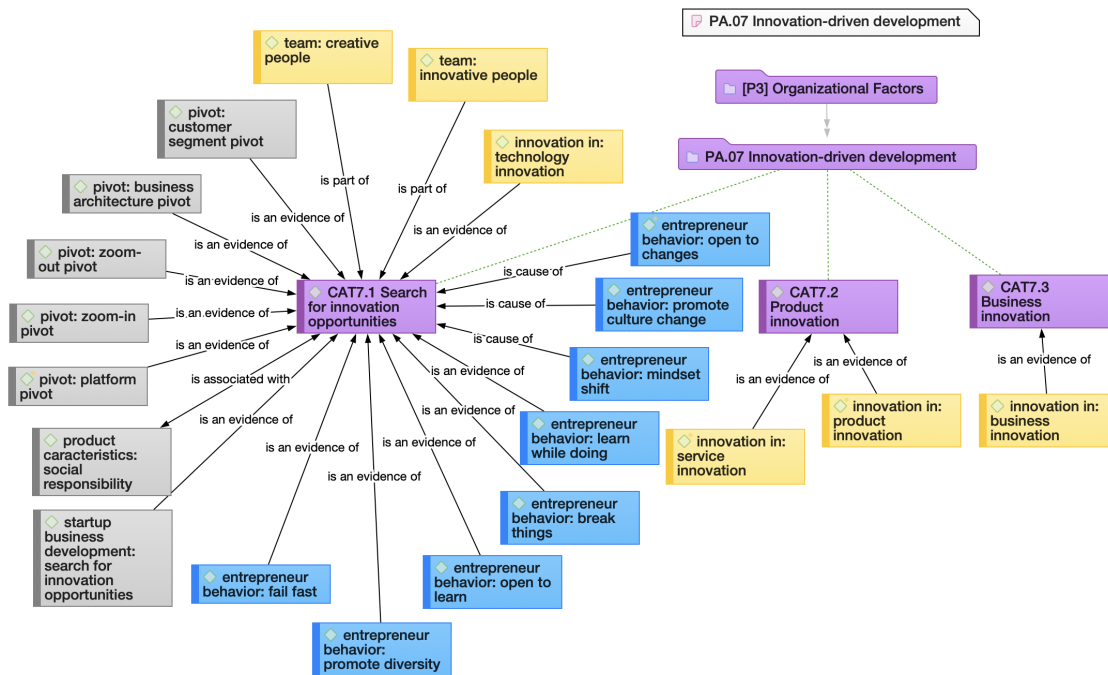 PA.07 Innovation-driven development
team: creative
people
team:
innovative people
[P3] Organizational Factors
pivot:
customer
segment pivot
innovation in:
technology
innovation
PA.07 Innovation-driven development
is part of
is part of
pivot: business
architecture pivot
is an evidence of
is an evidence of
entrepreneur
behavior: open to
changes
pivot: zoom-
out pivot
is an evidence of
is an evidence of
is cause of
CAT7.1 Search
for innovation
opportunities
entrepreneur
behavior: promote
culture change
is cause of
CAT7.2
Product
innovation
CAT7.3
Business
innovation
pivot: zoom-in
pivot
is an evidence of
is cause of
pivot: platform
pivot
is an evidence of
entrepreneur
behavior: mindset
shift
is associated with
is an evidence of
is an evidence of
is an evidence of
is an evidence of
product
caracteristics:
social
responsibility
is an evidence of
is an evidence of
entrepreneur
behavior: learn
while doing
innovation in:
service
innovation
innovation in:
product
innovation
innovation in:
business
innovation
is an evidence of
is an evidence of
is an evidence of
startup
business
development:
search for
innovation
opportunities
entrepreneur
behavior: break
things
entrepreneur
behavior: fail fast
entrepreneur
behavior: open to
learn
entrepreneur
behavior:
promote diversity